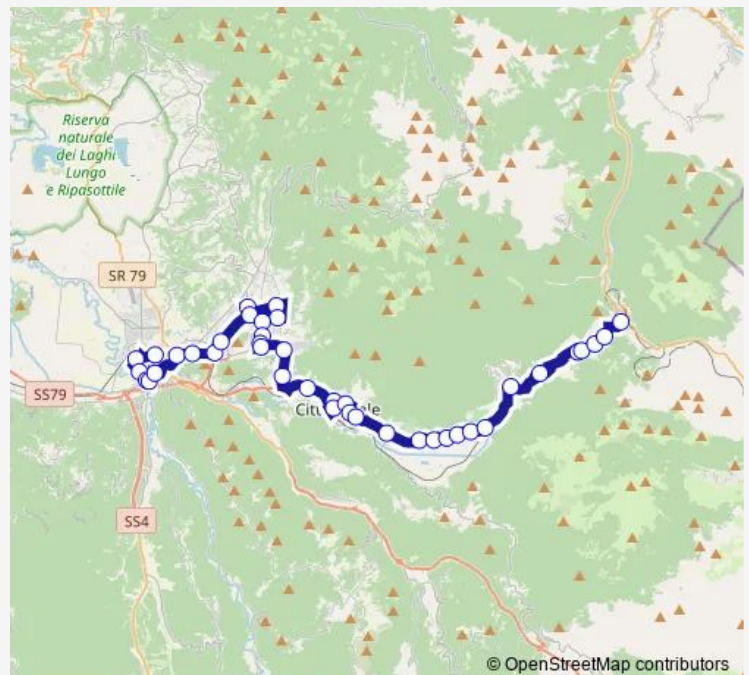 Riserva
naturale
dei Laghi
Lungo
e Ripasottile
SR 79
SS79
SS4
© OpenStreetMap contributors